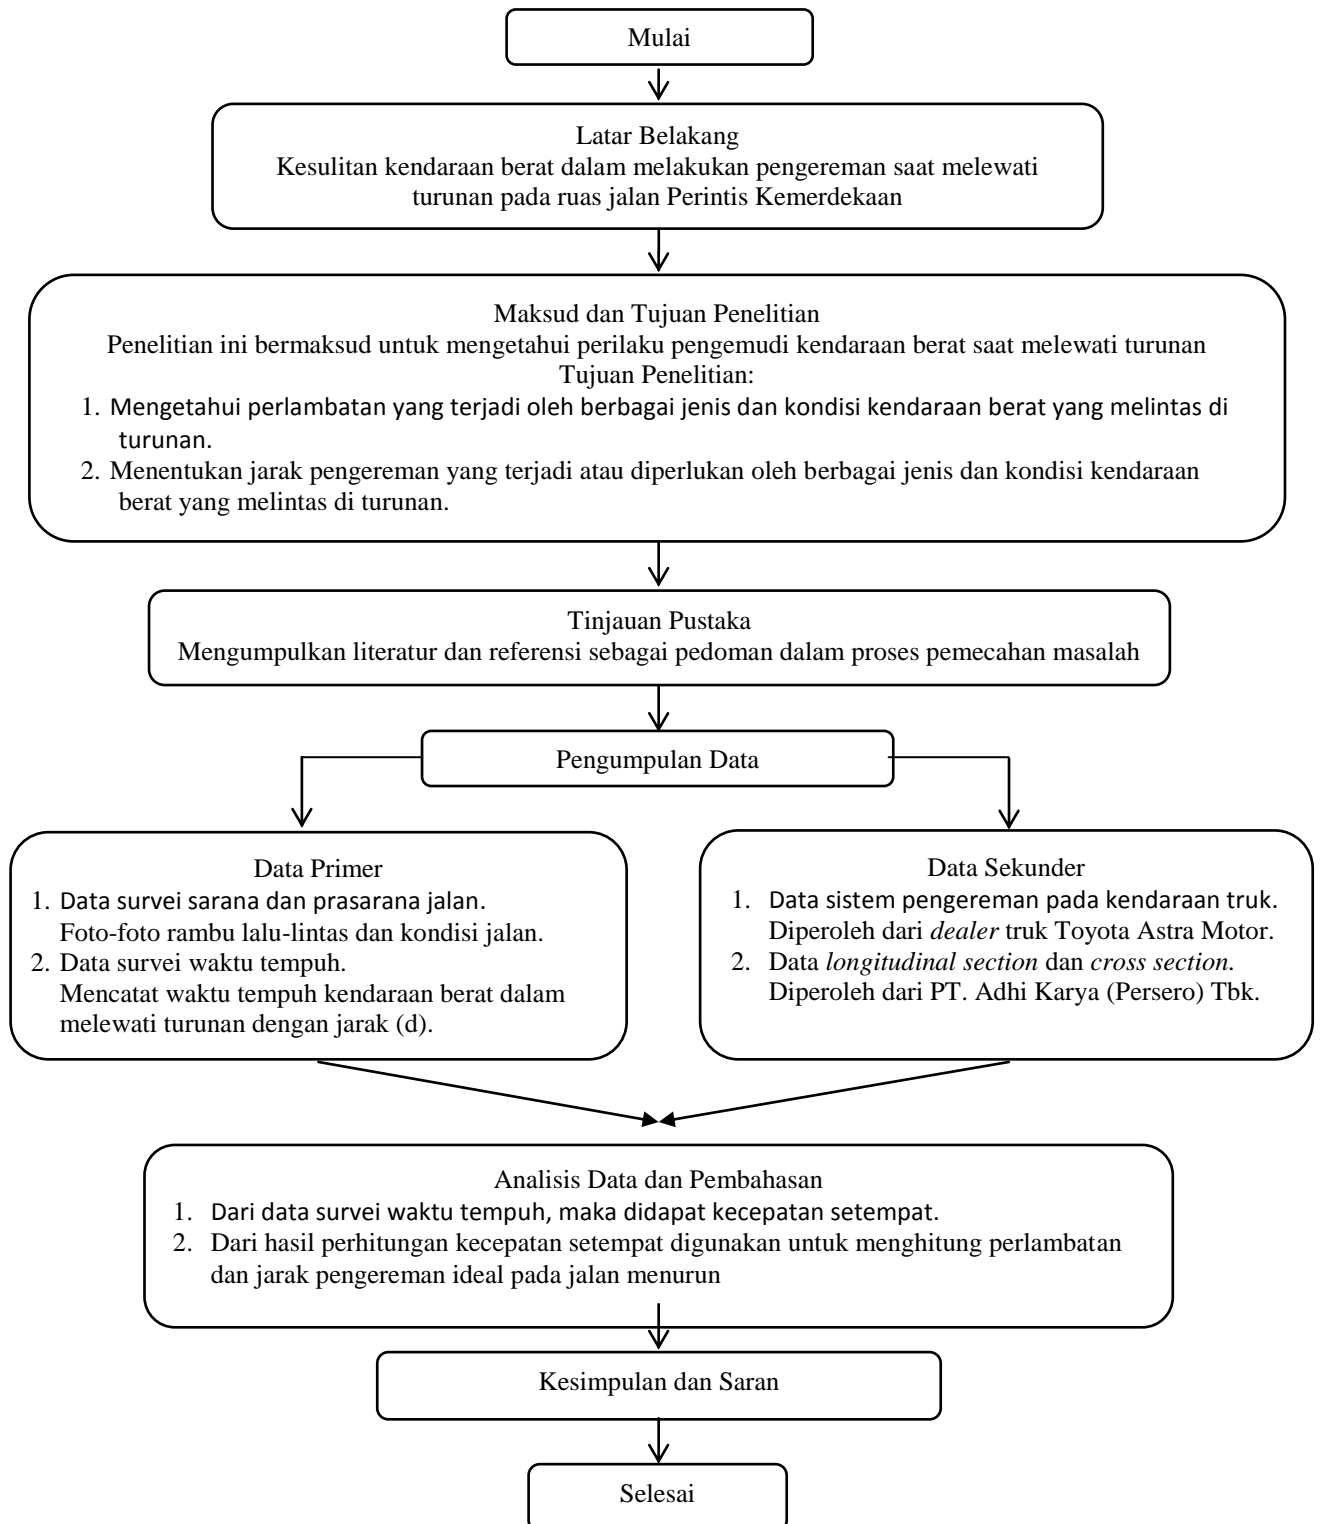 Mulai
Latar Belakang
Kesulitan kendaraan berat dalam melakukan pengereman saat melewati
turunan pada ruas jalan Perintis Kemerdekaan
Maksud dan Tujuan Penelitian
Penelitian ini bermaksud untuk mengetahui perilaku pengemudi kendaraan berat saat melewati turunan
Tujuan Penelitian:
1. Mengetahui perlambatan yang terjadi oleh berbagai jenis dan kondisi kendaraan berat yang melintas di
turunan.
2. Menentukan jarak pengereman yang terjadi atau diperlukan oleh berbagai jenis dan kondisi kendaraan
berat yang melintas di turunan.
Tinjauan Pustaka
Mengumpulkan literatur dan referensi sebagai pedoman dalam proses pemecahan masalah
Pengumpulan Data
Data Primer
1. Data survei sarana dan prasarana jalan.
Foto-foto rambu lalu-lintas dan kondisi jalan.
2. Data survei waktu tempuh.
Mencatat waktu tempuh kendaraan berat dalam
melewati turunan dengan jarak (d).
Data Sekunder
1. Data sistem pengereman pada kendaraan truk.
Diperoleh dari dealer truk Toyota Astra Motor.
2. Data longitudinal section dan cross section.
Diperoleh dari PT. Adhi Karya (Persero) Tbk.
Analisis Data dan Pembahasan
1. Dari data survei waktu tempuh, maka didapat kecepatan setempat.
2. Dari hasil perhitungan kecepatan setempat digunakan untuk menghitung perlambatan
dan jarak pengereman ideal pada jalan menurun
Kesimpulan dan Saran
Selesai